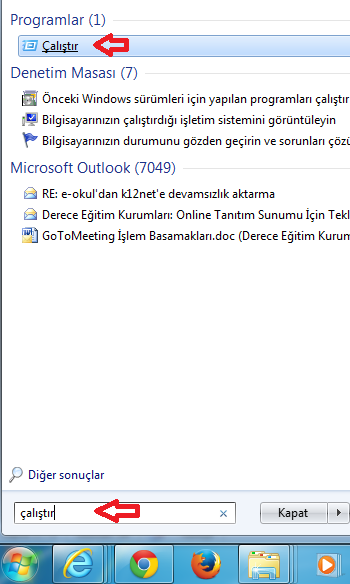 Programlar (1)
Çalıştır
Denetim Masası (7)
Önceki Windows sürümleri için yapılan programları çalıştır
Bilgisayarınızın çalıştırdığı işletim sistemini görüntüleyin
Bilgisayarınızın durumunu gözden geçirin ve sorunları çözü
Microsoft Outlook (7049)
RE: e-okul'dan k12net'e devamsızlık aktarma
Derece Eğitim Kurumları: Online Tanıtım Sunumu İçin Tekl
GoToMeeting İşlem Basamakları.doc (Derece Eğitim Kurum
Diğer sonuçlar
çalıştır
Kapat